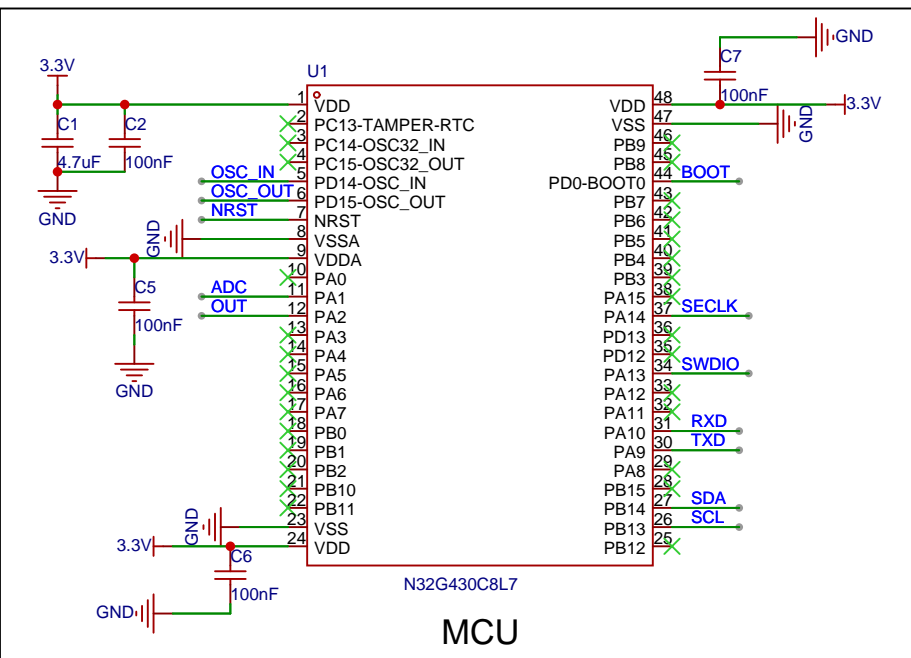 U1
3.3V
C1
4.7uF
C2
100nF
GND
OSC_IN
OSC_OUT
NRST
GND
3.3V
C5
100nF
GND
ADC
OUT
GND
3.3V
C6
100nF
GND
1 VDD
2 PC13-TAMPER-RTC
3 PC14-OSC32_IN
4 PC15-OSC32_OUT
5 PD14-OSC_IN
6 PD15-OSC_OUT
7 NRST
8 VSSA
9 VDDA
10 PA0
11 PA1
12 PA2
13 PA3
14 PA4
15 PA5
16 PA6
17 PA7
18 PB0
19 PB1
20 PB2
21 PB10
22 PB11
23 VSS
24 VDD
VDD 48
VSS 47
PB9 46
PB8 45
PD0-BOOT0 44
PB7 43
PB6 42
PB5 41
PB4 40
PB3 39
PA15 38
PA14 37
PD13 36
PD12 35
PA13 34
PA12 33
PA11 32
PA10 31
PA9 30
PA8 29
PB15 28
PB14 27
PB13 26
PB12 25
GND
C7
100nF
3.3V
GND
BOOT
SECLK
SWDIO
RXD
TXD
SDA
SCL
N32G430C8L7
MCU